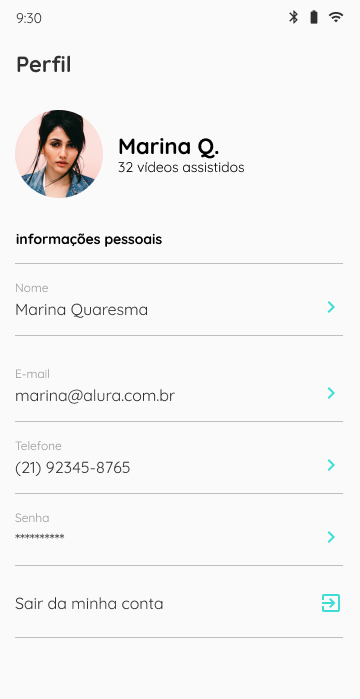 9:30
Perfil
Marina Q.
32 vídeos assistidos
informações pessoais
Nome
Marina Quaresma
E-mail
marina@alura.com.br
Telefone
(21) 92345-8765
Senha
**********
Sair da minha conta